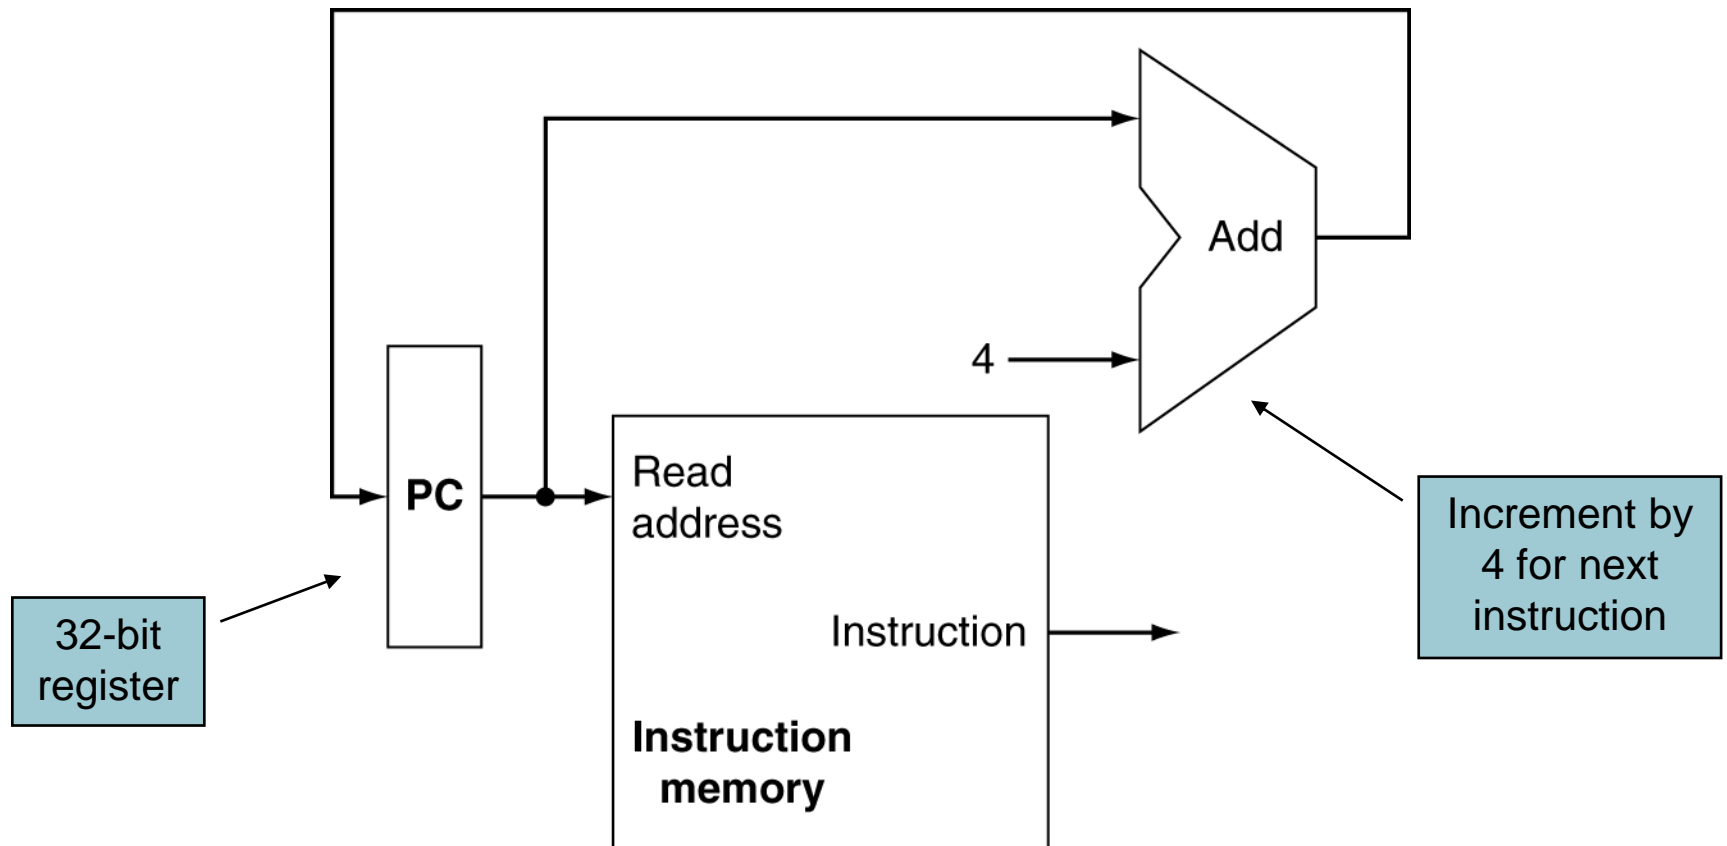 Add
4
PC
Read
address
Increment by
4 for next
instruction
32-bit
register
Instruction
Instruction
memory